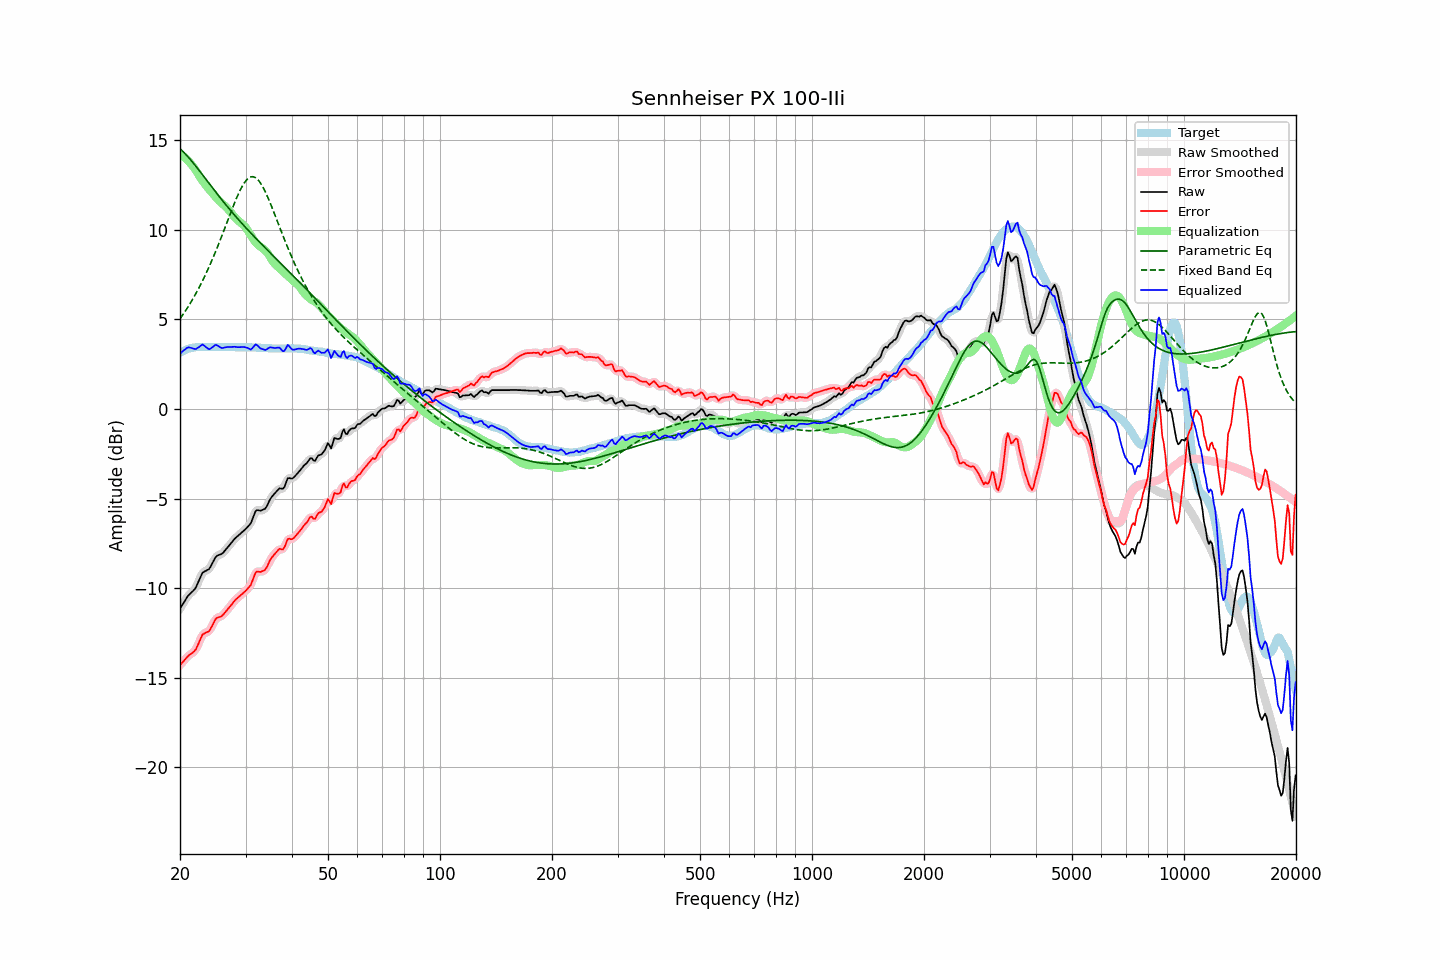 Sennheiser PX 100-IIi
Target
Raw Smoothed
Error Smoothed
Raw
Error
Equalization
Parametric Eq
Fixed Band Eq
Equalized
Amplitude (dBr)
15
10
5
0
−5
−10
−15
−20
20 50 100 200 500 1000 2000 5000 10000 20000
Frequency (Hz)